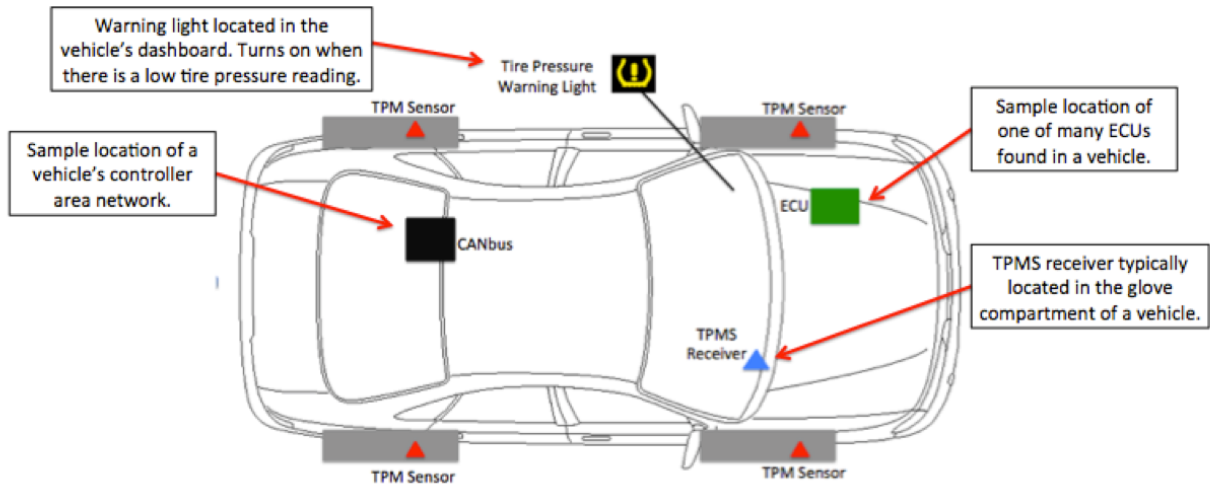 Warning light located in the
vehicle's dashboard. Turns on when
there is a low tire pressure reading.
Tire Pressure
Warning Light
TPM Sensor
TPM Sensor
Sample location of
one of many ECUs
found in a vehicle.
Sample location of a
vehicle's controller
area network.
ECU
CANbus
TPMS receiver typically
located in the glove
compartment of a vehicle.
TPMS
Receiver
TPM Sensor
TPM Sensor